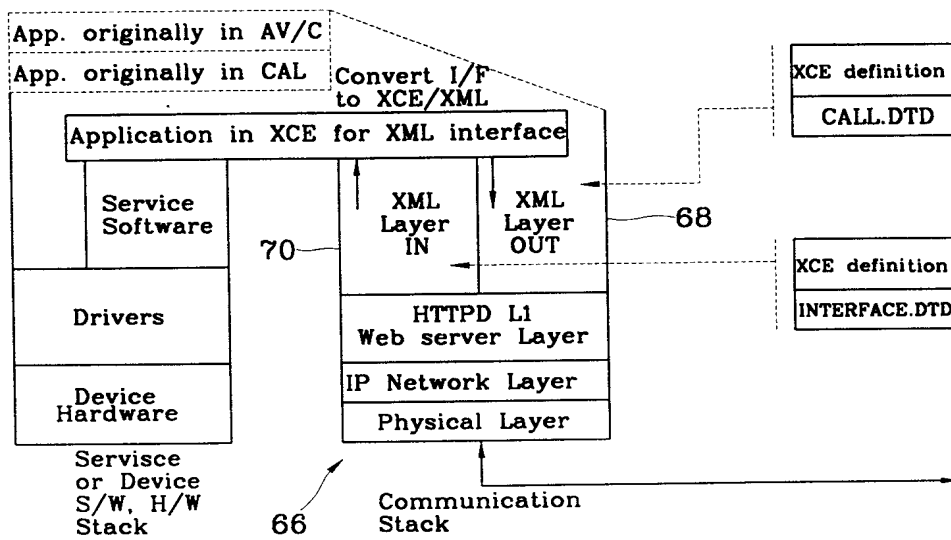 App. originally in AV/C
App. originally in CAL
Convert I/F
to XCE/XML
Application in XCE for XML interface
Service
Software
Drivers
Device
Hardware
Servisce
or Device
S/W, H/W
Stack
70
XML
Layer
IN
XML
Layer
OUT
68
HTTPD L1
Web server Layer
IP Network Layer
Physical Layer
66
Communication
Stack
XCE definition
CALL.DTD
XCE definition
INTERFACE.DTD